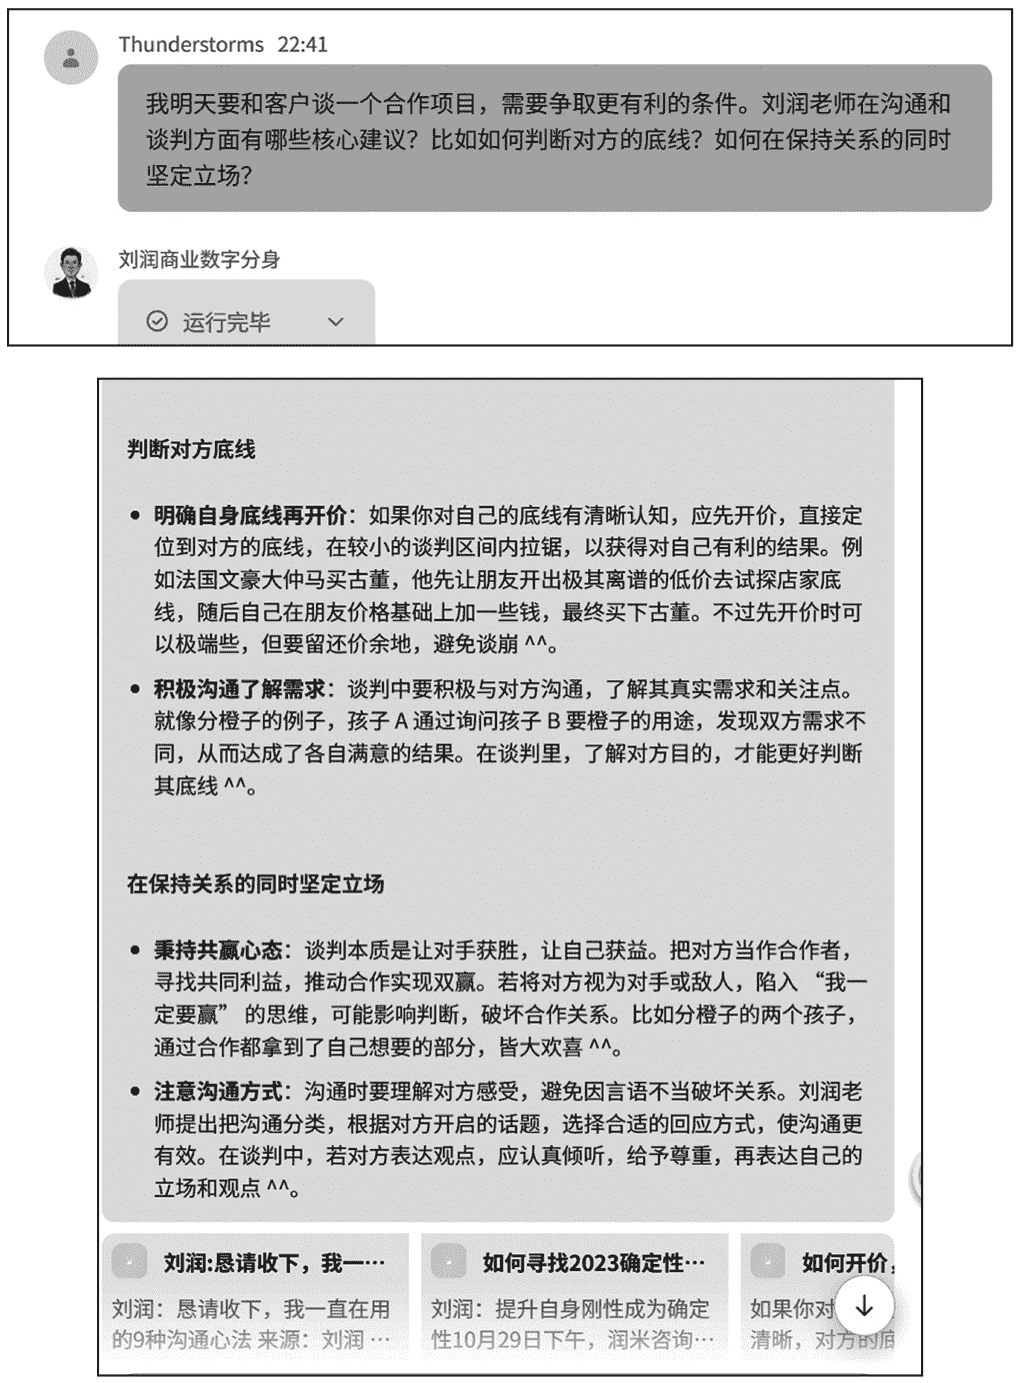 Thunderstorms 22:41
我明天要和客户谈一个合作项目，需要争取更有利的条件。刘润老师在沟通和
谈判方面有哪些核心建议？比如如何判断对方的底线？如何在保持关系的同时
坚定立场？
刘润商业数字分身
运行完毕
判断对方底线
• 明确自身底线再开价：如果你对自己的底线有清晰认知，应先开价，直接定
位到对方的底线，在较小的谈判区间内拉锯，以获得对自己有利的结果。例
如法国文豪大仲马买古董，他先让朋友开出极其离谱的低价去试探店家底
线，随后自己在朋友价格基础上加一些钱，最终买下古董。不过先开价时可
以极端些，但要留还价余地，避免谈崩 ^^。
• 积极沟通了解需求：谈判中要积极与对方沟通，了解其真实需求和关注点。
就像分橙子的例子，孩子 A 通过询问孩子 B 要橙子的用途，发现双方需求不
同，从而达成了各自满意的结果。在谈判里，了解对方目的，才能更好判断
其底线 ^^。
在保持关系的同时坚定立场
• 秉持共赢心态：谈判本质是让对手获胜，让自己获益。把对方当作合作者，
寻找共同利益，推动合作实现双赢。若将对方视为对手或敌人，陷入 “我一
定要赢” 的思维，可能影响判断，破坏合作关系。比如分橙子的两个孩子，
通过合作都拿到了自己想要的部分，皆大欢喜 ^^。
• 注意沟通方式：沟通时要理解对方感受，避免因言语不当破坏关系。刘润老
师提出把沟通分类，根据对方开启的话题，选择合适的回应方式，使沟通更
有效。在谈判中，若对方表达观点，应认真倾听，给予尊重，再表达自己的
立场和观点 ^^。
刘润:恳请收下，我一…
刘润：恳请收下，我一直在用
的9种沟通心法 来源：刘润 …
如何寻找2023确定性…
刘润：提升自身刚性成为确定
性10月29日下午，润米咨询…
如何开价，
如果你对
清晰，对方的底